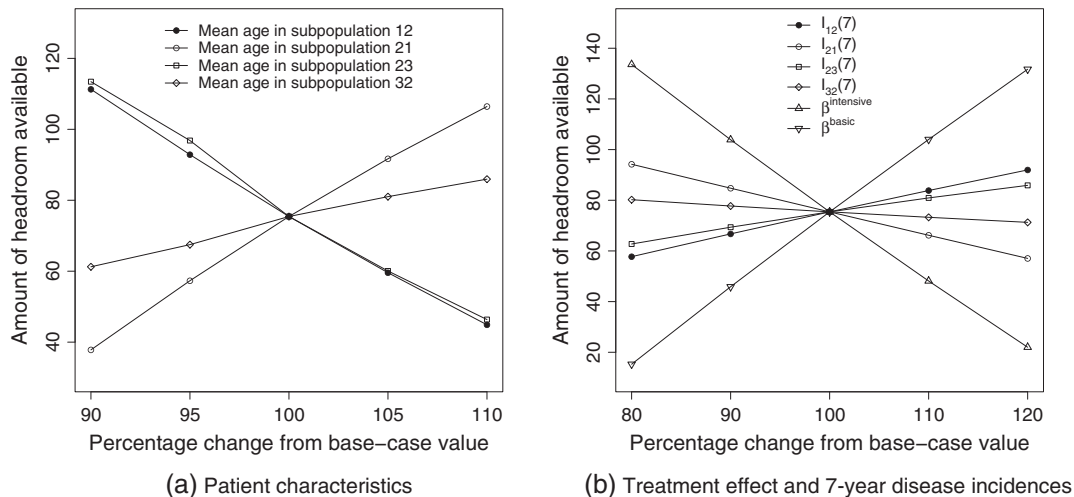 Mean age in subpopulation 12
Mean age in subpopulation 21
Mean age in subpopulation 23
Mean age in subpopulation 32
Amount of headroom available
120
100
80
60
40
90 95 100 105 110
Percentage change from base−case value
(a) Patient characteristics
I12(7)
I21(7)
I23(7)
I32(7)
βintensive
βbasic
Amount of headroom available
140
120
100
80
60
40
20
80 90 100 110 120
Percentage change from base−case value
(b) Treatment effect and 7-year disease incidences